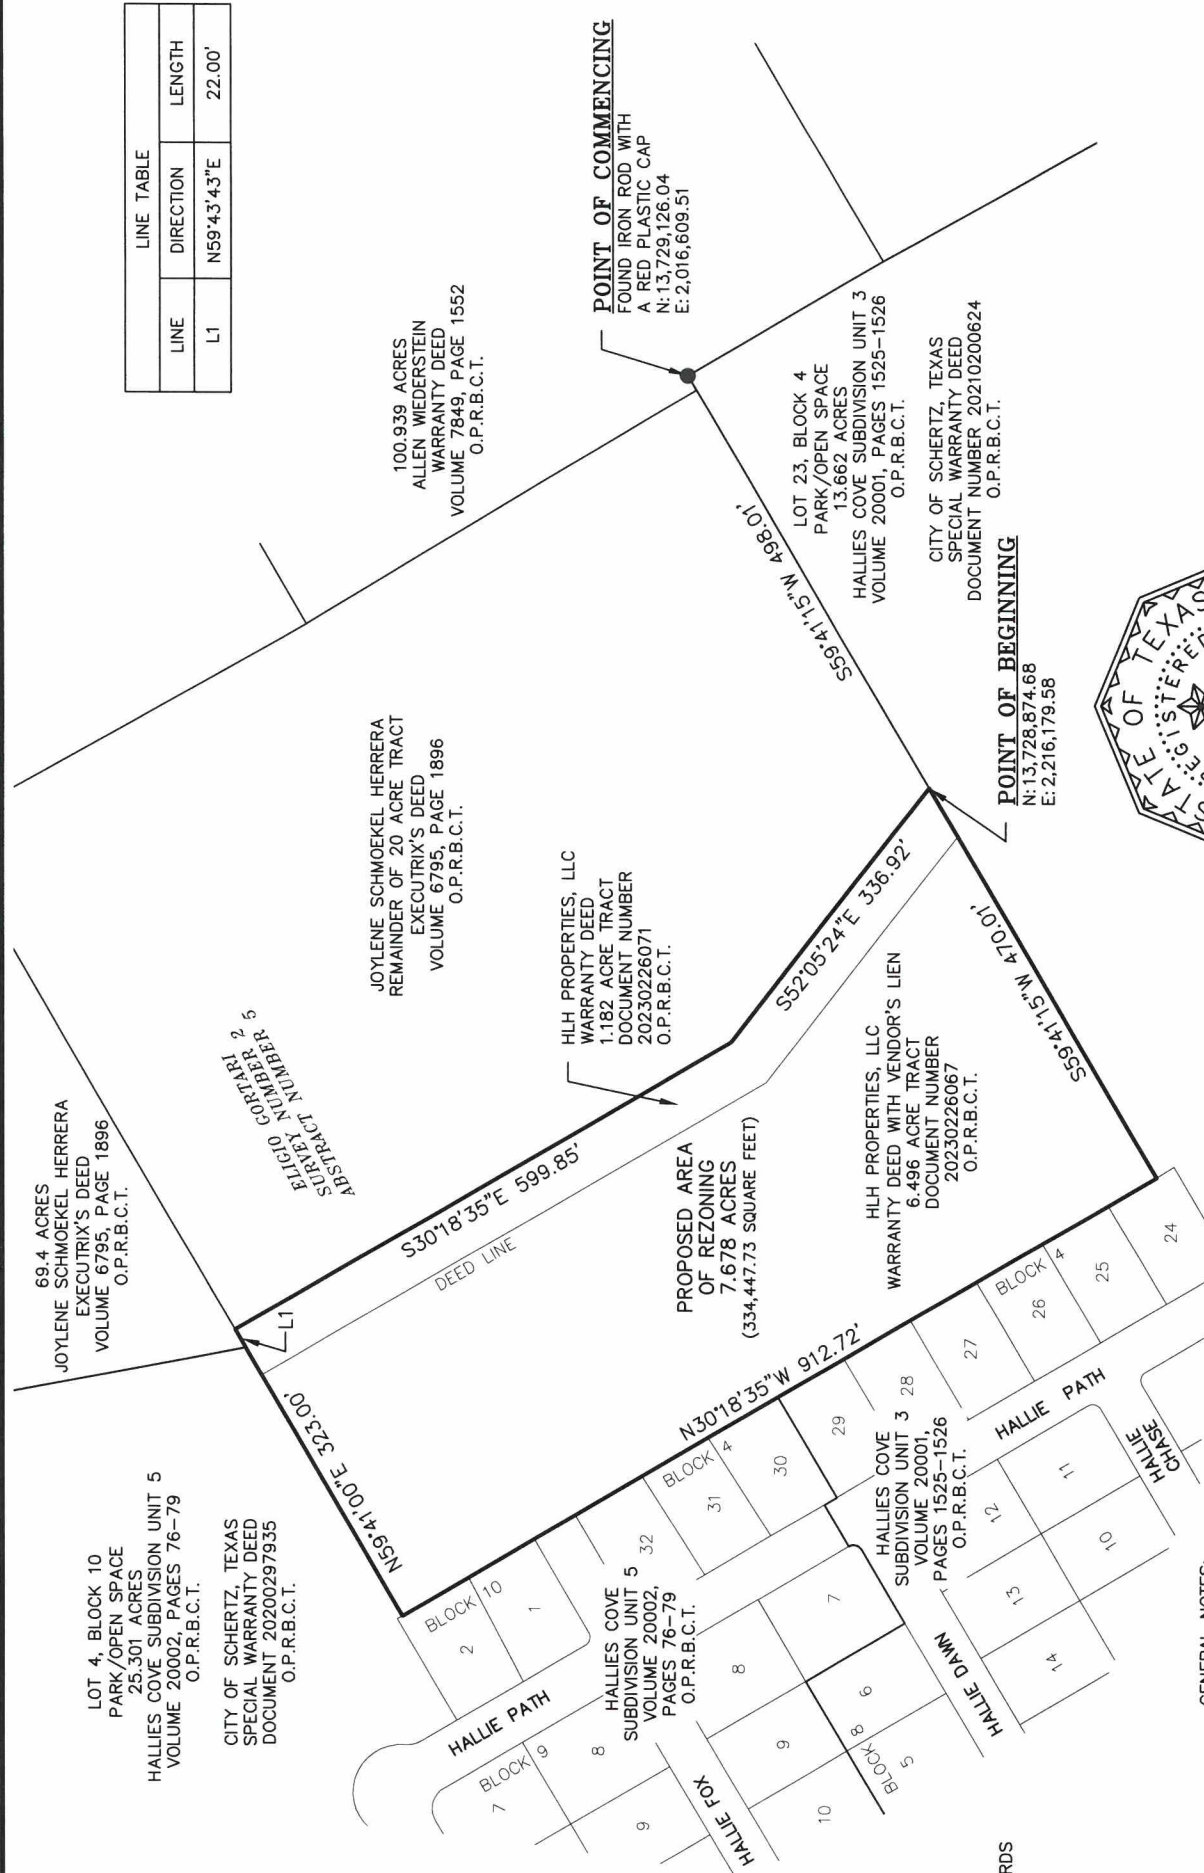 LINE TABLE
LINE DIRECTION LENGTH
L1 N59°43'43"E 22.00'
69.4 ACRES
JOYLENE SCHMOEKEL HERRERA
EXECUTRIX'S DEED
VOLUME 6795, PAGE 1896
O.P.R.B.C.T.
LOT 4, BLOCK 10
PARK/OPEN SPACE
25.301 ACRES
HALLIES COVE SUBDIVISION UNIT 5
VOLUME 20002, PAGES 76-79
O.P.R.B.C.T.
CITY OF SCHERTZ, TEXAS
SPECIAL WARRANTY DEED
DOCUMENT 20200297935
O.P.R.B.C.T.
ELIGIO GORTARI 2
SURVEY NUMBER 5
ABSTRACT NUMBER 5
100.939 ACRES
ALLEN WIEDERSTEIN
WARRANTY DEED
VOLUME 7849, PAGE 1552
O.P.R.B.C.T.
JOYLENE SCHMOEKEL HERRERA
REMAINDER OF 20 ACRE TRACT
EXECUTRIX'S DEED
VOLUME 6795, PAGE 1896
O.P.R.B.C.T.
POINT OF COMMENCING
FOUND IRON ROD WITH
A RED PLASTIC CAP
N: 13,729,126.04
E: 2,016,609.51
L1
N59°41'00"E 323.00'
S30°18'35"E 599.85'
DEED LINE
HLH PROPERTIES, LLC
WARRANTY DEED
1.182 ACRE TRACT
DOCUMENT NUMBER
20230226071
O.P.R.B.C.T.
S52°05'24"E 336.92'
S59°41'15"W 498.01'
LOT 23, BLOCK 4
PARK/OPEN SPACE
13.662 ACRES
HALLIES COVE SUBDIVISION UNIT 3
VOLUME 20001, PAGES 1525-1526
O.P.R.B.C.T.
CITY OF SCHERTZ, TEXAS
SPECIAL WARRANTY DEED
DOCUMENT NUMBER 20210200624
O.P.R.B.C.T.
POINT OF BEGINNING
N: 13,728,874.68
E: 2,216,179.58
PROPOSED AREA
OF REZONING
7.678 ACRES
(334,447.73 SQUARE FEET)
HLH PROPERTIES, LLC
WARRANTY DEED WITH VENDOR'S LIEN
6.496 ACRE TRACT
DOCUMENT NUMBER
20230226067
O.P.R.B.C.T.
S59°41'15"W 470.01'
N30°18'35"W 912.72'
BLOCK 10
2
1
32
BLOCK 4
31
30
29
28
27
BLOCK 4
26
25
24
HALLIE PATH
HALLIES COVE
SUBDIVISION UNIT 5
VOLUME 20002,
PAGES 76-79
O.P.R.B.C.T.
HALLIES COVE
SUBDIVISION UNIT 3
VOLUME 20001,
PAGES 1525-1526
O.P.R.B.C.T.
HALLIE PATH
HALLIE
CHASE
BLOCK 9
7
8
9
HALLIE FOX
8
7
9
10
6
BLOCK 8
5
HALLIE DAWN
12
11
13
10
14
STATE OF TEXAS
REGISTERED
GENERAL NOTES:
RDS